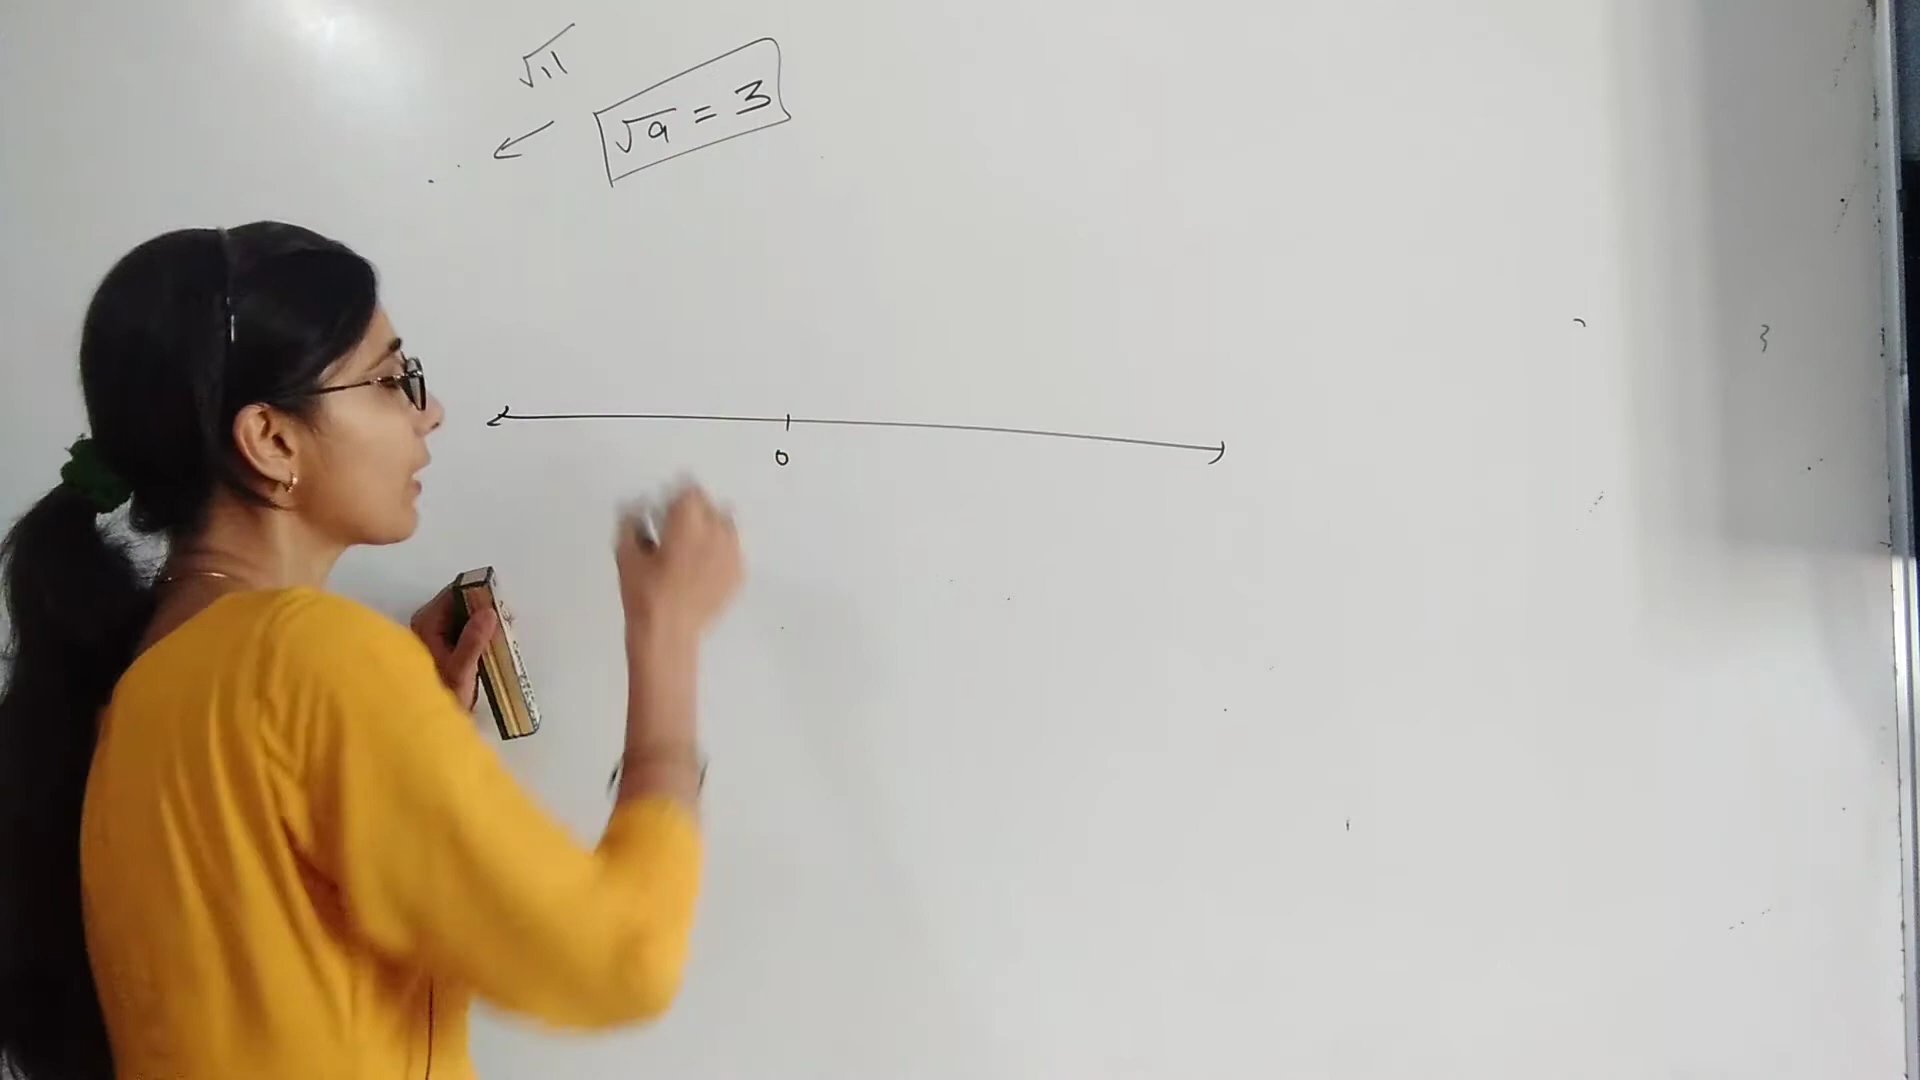 √11
√9 = 3
0